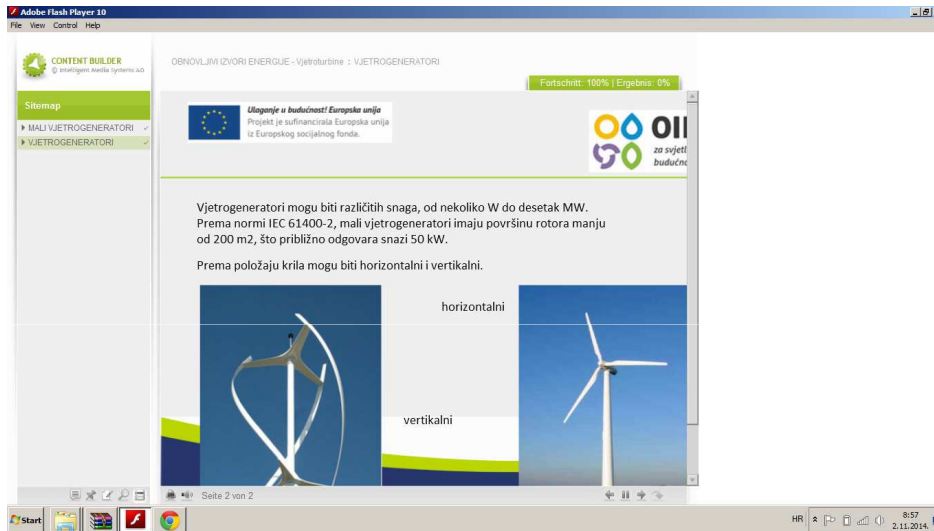 Adobe Flash Player 10
File View Control Help
CONTENT BUILDER
© Intelligent Media Systems AG
OBNOVLJIVI IZVORI ENERGIJE - Vjetroturbine : VJETROGENERATORI
Fortschritt: 100% | Ergebnis: 0%
Sitemap
MALI VJETROGENERATORI
VJETROGENERATORI
Ulaganje u budućnost! Europska unija
Projekt je sufinancirala Europska unija
iz Europskog socijalnog fonda.
OII
za svjetl
budućno
Vjetrogeneratori mogu biti različitih snaga, od nekoliko W do desetak MW.
Prema normi IEC 61400-2, mali vjetrogeneratori imaju površinu rotora manju
od 200 m2, što približno odgovara snazi 50 kW.
Prema položaju krila mogu biti horizontalni i vertikalni.
horizontalni
vertikalni
Seite 2 von 2
Start
HR
8:57
2.11.2014.